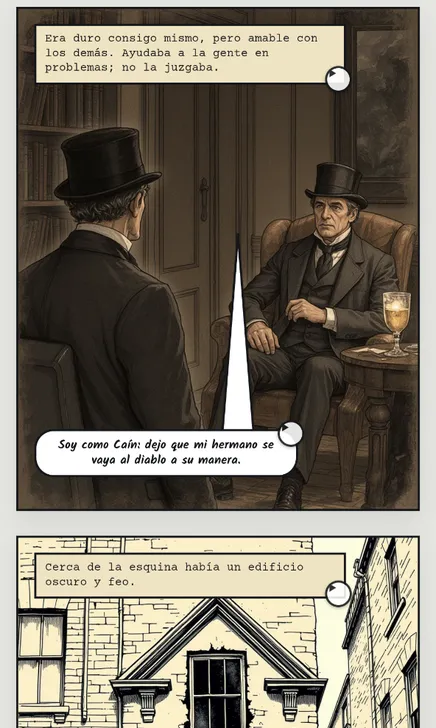 Era duro consigo mismo, pero amable con
los demás. Ayudaba a la gente en
problemas; no la juzgaba.
Soy como Caín: dejo que mi hermano se
vaya al diablo a su manera.
Cerca de la esquina había un edificio
oscuro y feo.